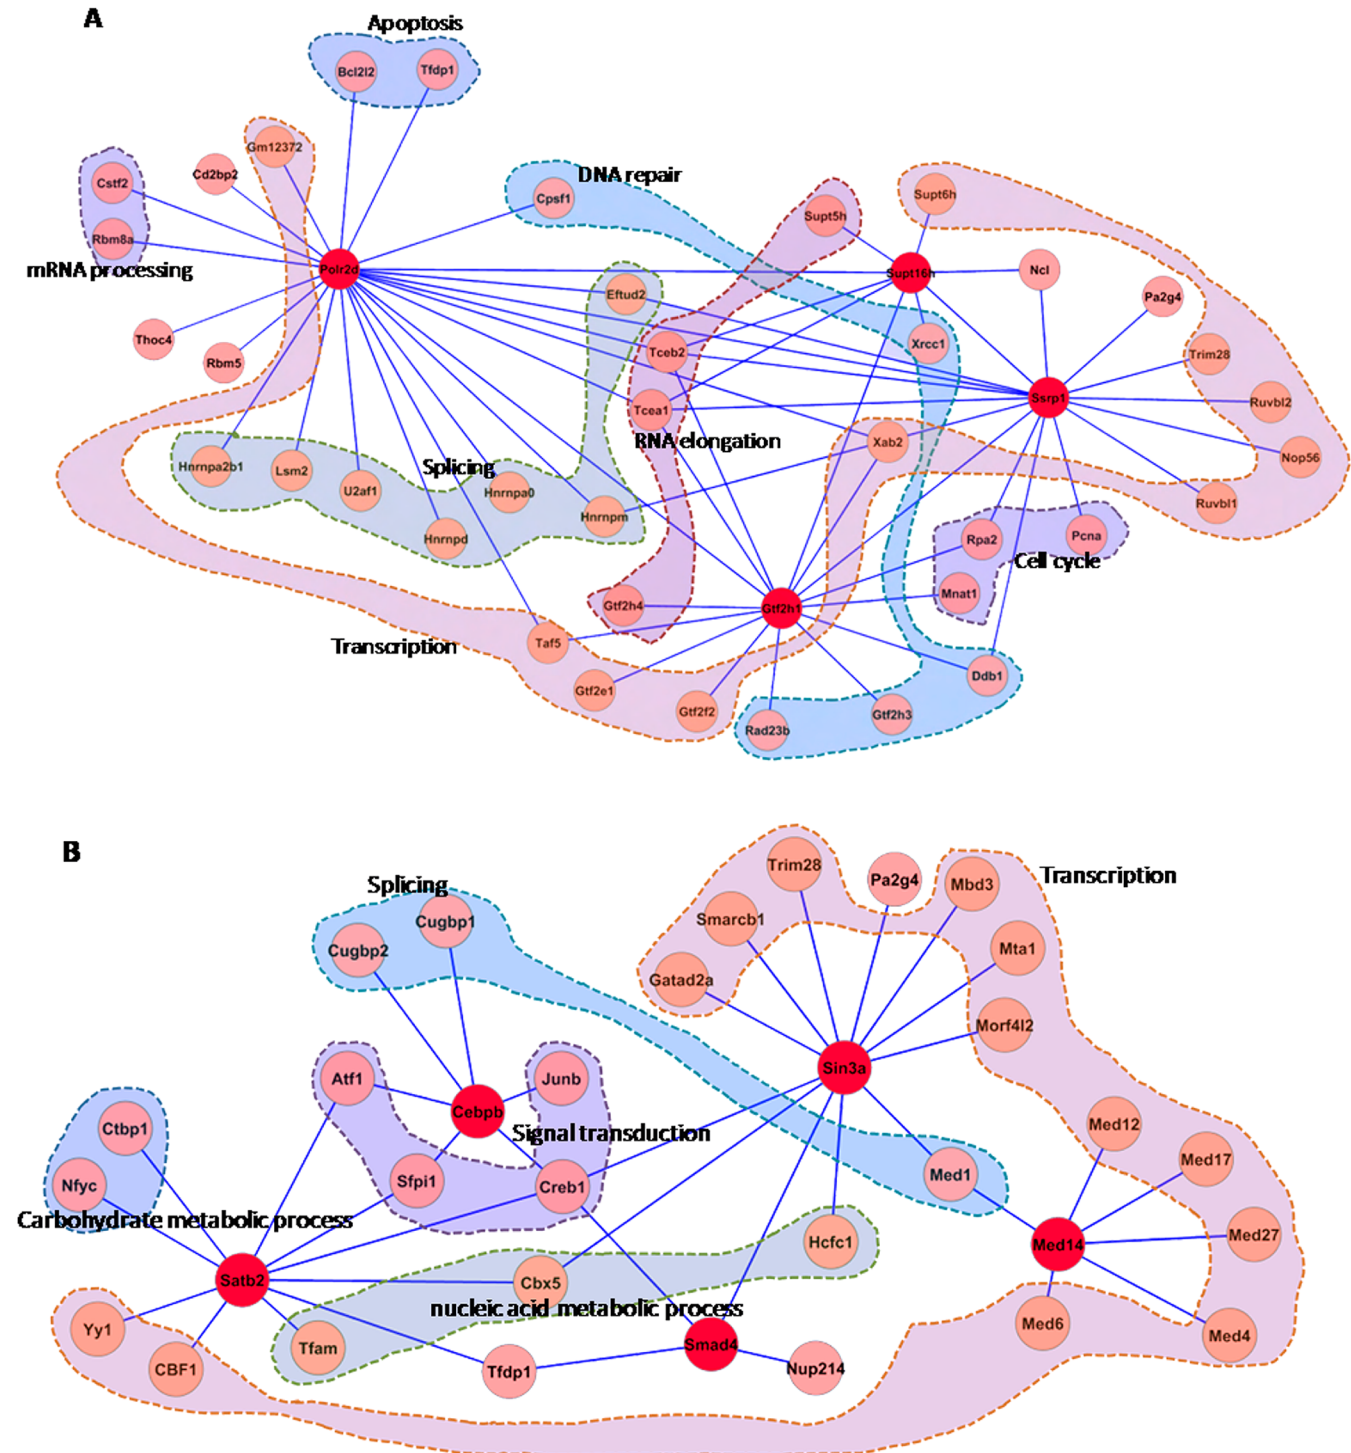 A
Apoptosis
Bcl2l2
Tfdp1
Gm12372
Cd2bp2
Cstf2
DNA repair
Cpsf1
Supt6h
Supt5h
Rbm8a
mRNA processing
Polr2d
Supt16h
Ncl
Pa2g4
Eftud2
Thoc4
Rbm5
Tceb2
Xrcc1
Trim28
Ssrp1
Ruvbl2
Tcea1
RNA elongation
Xab2
Nop56
Hnrnpa2b1
Lsm2
Splicing
U2af1
Hnrnpa0
Ruvbl1
Hnrnpm
Hnrnpd
Rpa2
Pcna
Cell cycle
Mnat1
Gtf2h4
Gtf2h1
Transcription
Taf5
Ddb1
Gtf2e1
Gtf2f2
Gtf2h3
Rad23b
B
Splicing
Trim28
Pa2g4
Mbd3
Transcription
Cugbp1
Smarcb1
Cugbp2
Mta1
Gatad2a
Morf4l2
Sin3a
Atf1
Junb
Cebpb
Ctbp1
Signal transduction
Med12
Med17
Nfyc
Sfpi1
Creb1
Med1
Carbohydrate metabolic process
Hcfc1
Med14
Med27
Satb2
Cbx5
nucleic acid metabolic process
Yy1
Tfam
Smad4
Med6
Med4
CBF1
Tfdp1
Nup214